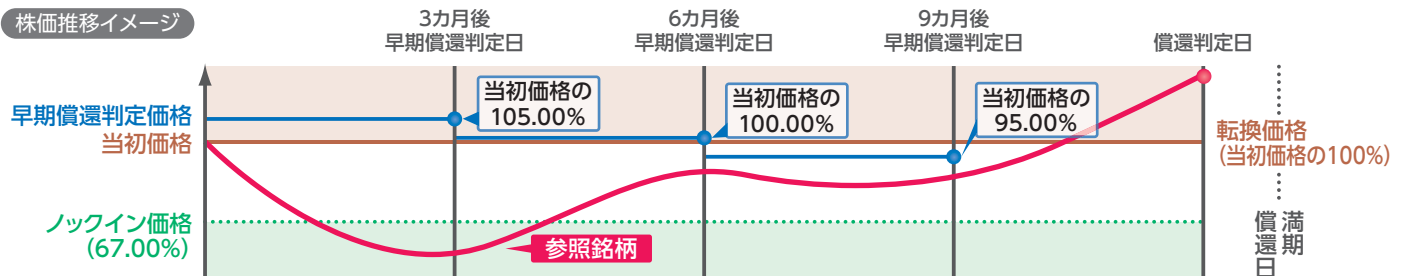 株価推移イメージ
3カ月後
早期償還判定日
6カ月後
早期償還判定日
9カ月後
早期償還判定日
償還判定日
早期償還判定価格
当初価格
当初価格の
105.00%
当初価格の
100.00%
当初価格の
95.00%
転換価格
(当初価格の100%)
ノックイン価格
(67.00%)
参照銘柄
満期
償還日